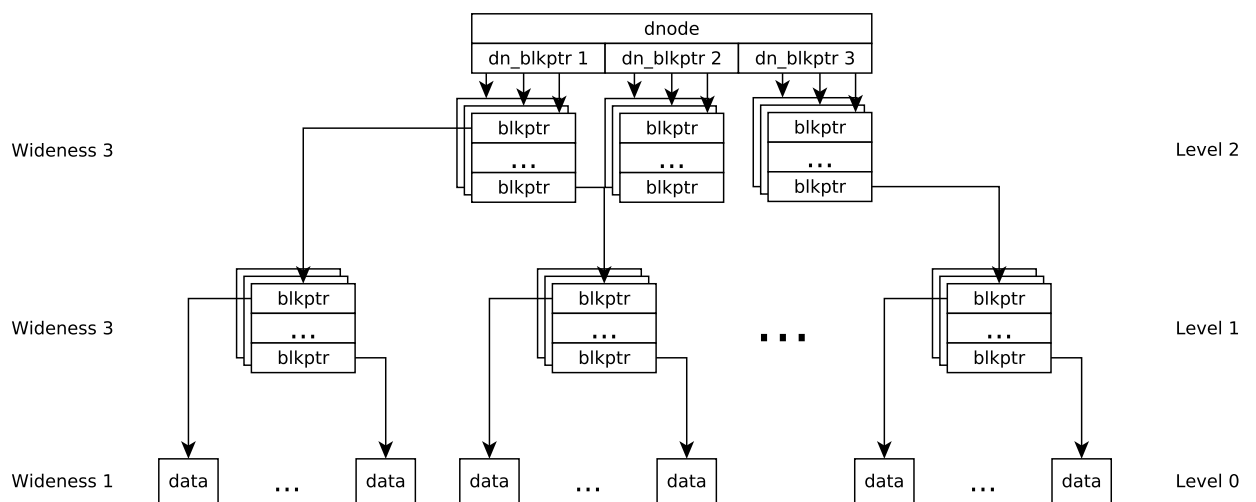 dnode
dn_blkptr 1 dn_blkptr 2 dn_blkptr 3
Wideness 3 blkptr blkptr blkptr Level 2
... ... ...
blkptr blkptr blkptr
Wideness 3 blkptr blkptr blkptr Level 1
... ... ... ...
blkptr blkptr blkptr
Wideness 1 data ... data data ... data data ... data Level 0